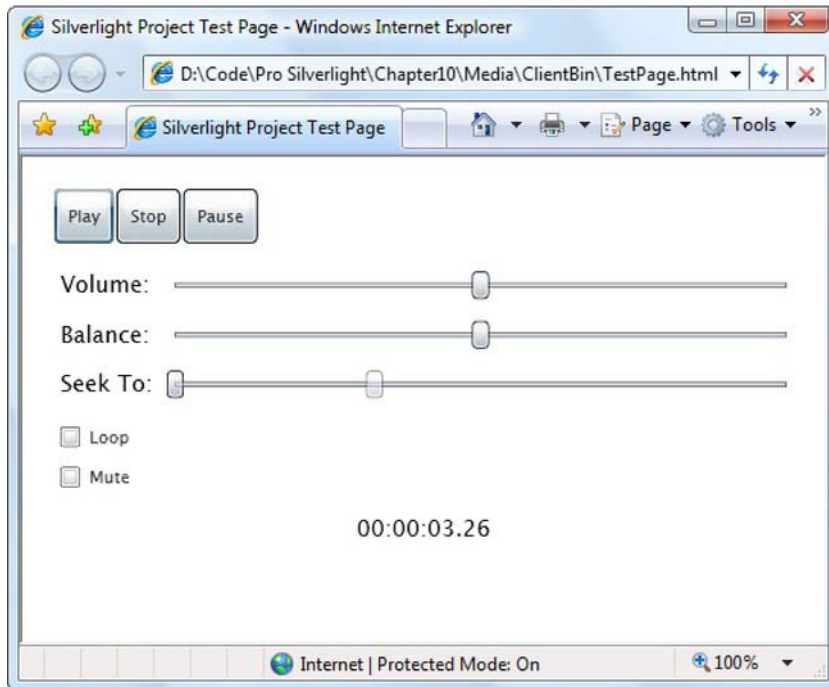 Silverlight Project Test Page - Windows Internet Explorer
D:\Code\Pro Silverlight\Chapter10\Media\ClientBin\TestPage.html
Silverlight Project Test Page
Page
Tools
Play
Stop
Pause
Volume:
Balance:
Seek To:
Loop
Mute
00:00:03.26
Internet | Protected Mode: On
100%